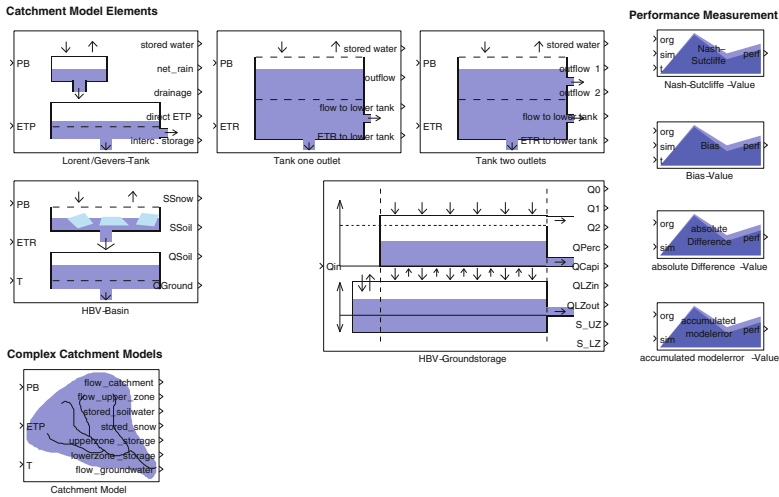 Catchment Model Elements
PB
ETP
stored water
net_rain
drainage
direct ETP
interc. storage
Lorent/Gevers-Tank
PB
ETR
stored water
outflow
flow to lower tank
ETR to lower tank
Tank one outlet
PB
ETR
stored water
outflow_1
outflow_2
flow to lower tank
ETR to lower tank
Tank two outlets
PB
ETR
T
SSnow
SSoil
QSoil
QGround
HBV-Basin
Qin
Q0
Q1
Q2
QPerc
QCapi
QLZin
QLZout
S_UZ
S_LZ
HBV-Groundstorage
Complex Catchment Models
PB
ETP
T
flow_catchment
flow_upper_zone
stored_soilwater
stored_snow
upperzone_storage
lowerzone_storage
flow_groundwater
Catchment Model
Performance Measurement
org
sim
t
Nash-
Sutcliffe
perf
Nash-Sutcliffe -Value
org
sim
t
Bias
perf
Bias-Value
org
sim
absolute
Difference
perf
absolute Difference -Value
org
sim
accumulated
modelerror
perf
accumulated modelerror -Value